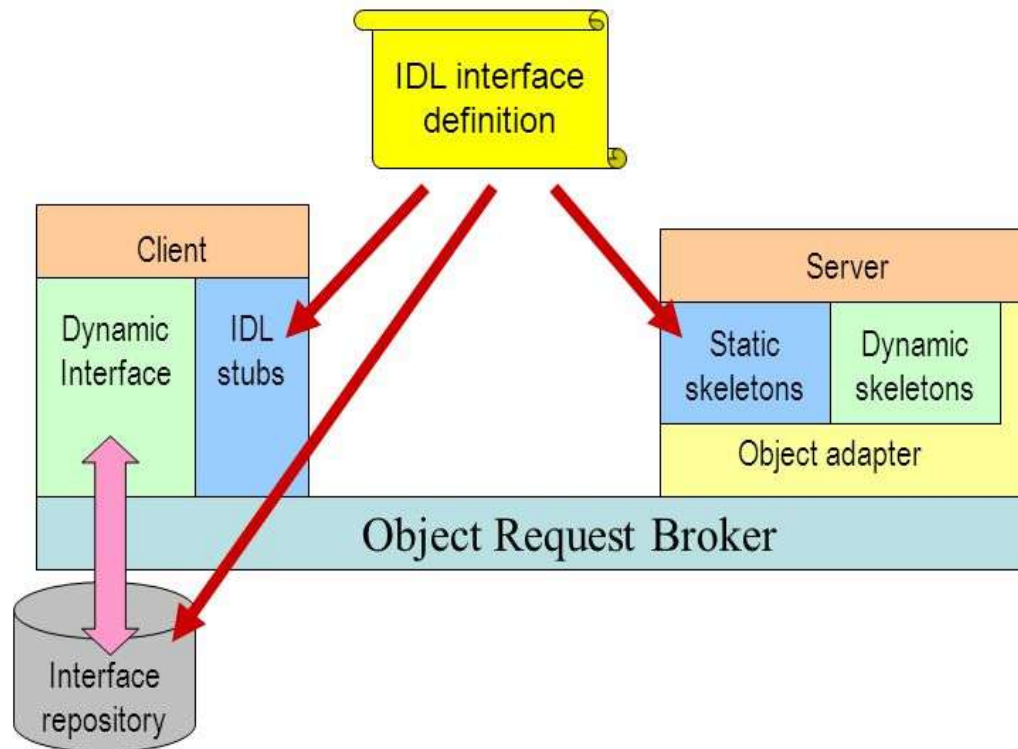 IDL interface
definition
Client
Server
Dynamic
Interface
IDL
stubs
Static
skeletons
Dynamic
skeletons
Object adapter
Object Request Broker
Interface
repository